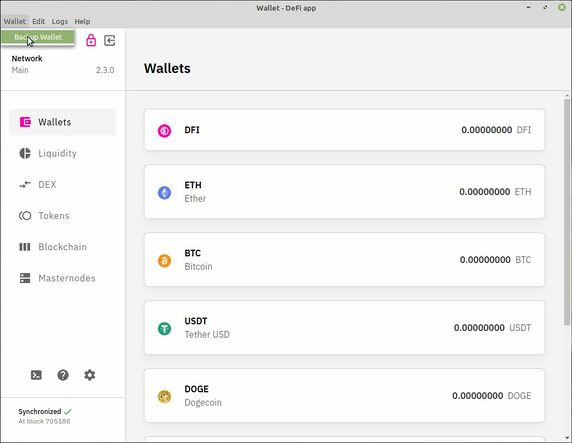 Wallet - DeFi app
Wallet Edit Logs Help
Backup Wallet
Network
Main 2.3.0
Wallets
Liquidity
DEX
Tokens
Blockchain
Masternodes
Synchronized
At block 705188
Wallets
DFI 0.00000000 DFI
ETH
Ether
0.00000000 ETH
BTC
Bitcoin
0.00000000 BTC
USDT
Tether USD
0.00000000 USDT
DOGE
Dogecoin
0.00000000 DOGE